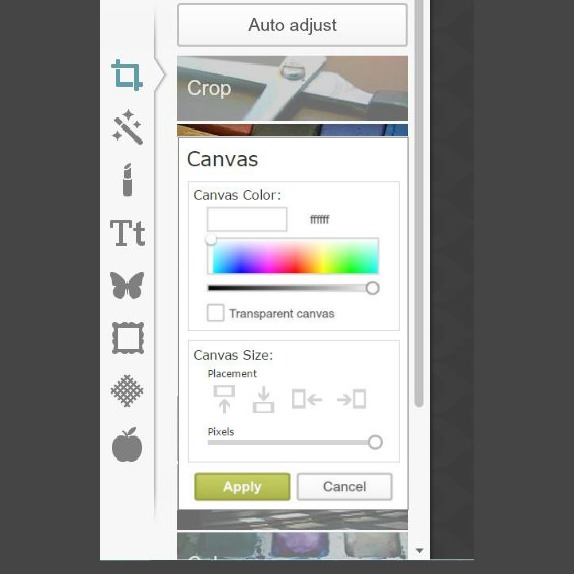 Auto adjust
Crop
Canvas
Canvas Color:
ffffff
Transparent canvas
Tt
Canvas Size:
Placement
Pixels
Apply
Cancel